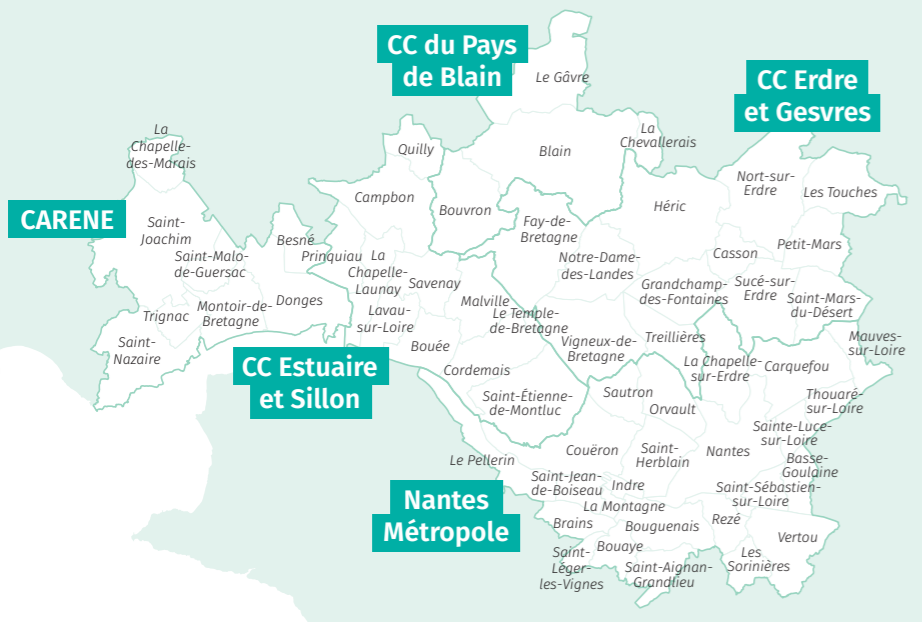 CC du Pays
de Blain
Le Gâvre
CC Erdre
et Gesvres
La
Chapelle-
des-Marais
Quilly
Blain
La
Chevallerais
Nort-sur-
Erdre
Les Touches
Campbon
Bouvron
Héric
CARENE
Saint-
Joachim
Fay-de-
Bretagne
Besné
Prinquiau
Saint-Malo-
de-Guersac
La
Chapelle-
Launay
Savenay
Notre-Dame-
des-Landes
Casson
Petit-Mars
Grandchamp-
des-Fontaines
Sucé-sur-
Erdre
Saint-Mars-
du-Désert
Trignac
Montoir-de-
Bretagne
Donges
Lavau-
sur-Loire
Malville
Le Temple-
de-Bretagne
Saint-
Nazaire
Bouée
Vigneux-de-
Bretagne
Treillières
Mauves-
sur-Loire
CC Estuaire
et Sillon
Cordemais
La Chapelle-
sur-Erdre
Carquefou
Saint-Étienne-
de-Montluc
Sautron
Orvault
Thouaré-
sur-Loire
Sainte-Luce-
sur-Loire
Couëron
Saint-
Herblain
Nantes
Le Pellerin
Basse-
Goulaine
Saint-Jean-
de-Boiseau
Indre
Saint-Sébastien-
sur-Loire
Nantes
Métropole
La Montagne
Brains
Bouguenais
Rezé
Vertou
Saint-
Léger-
les-Vignes
Bouaye
Saint-Aignan-
Grandlieu
Les
Sorinières